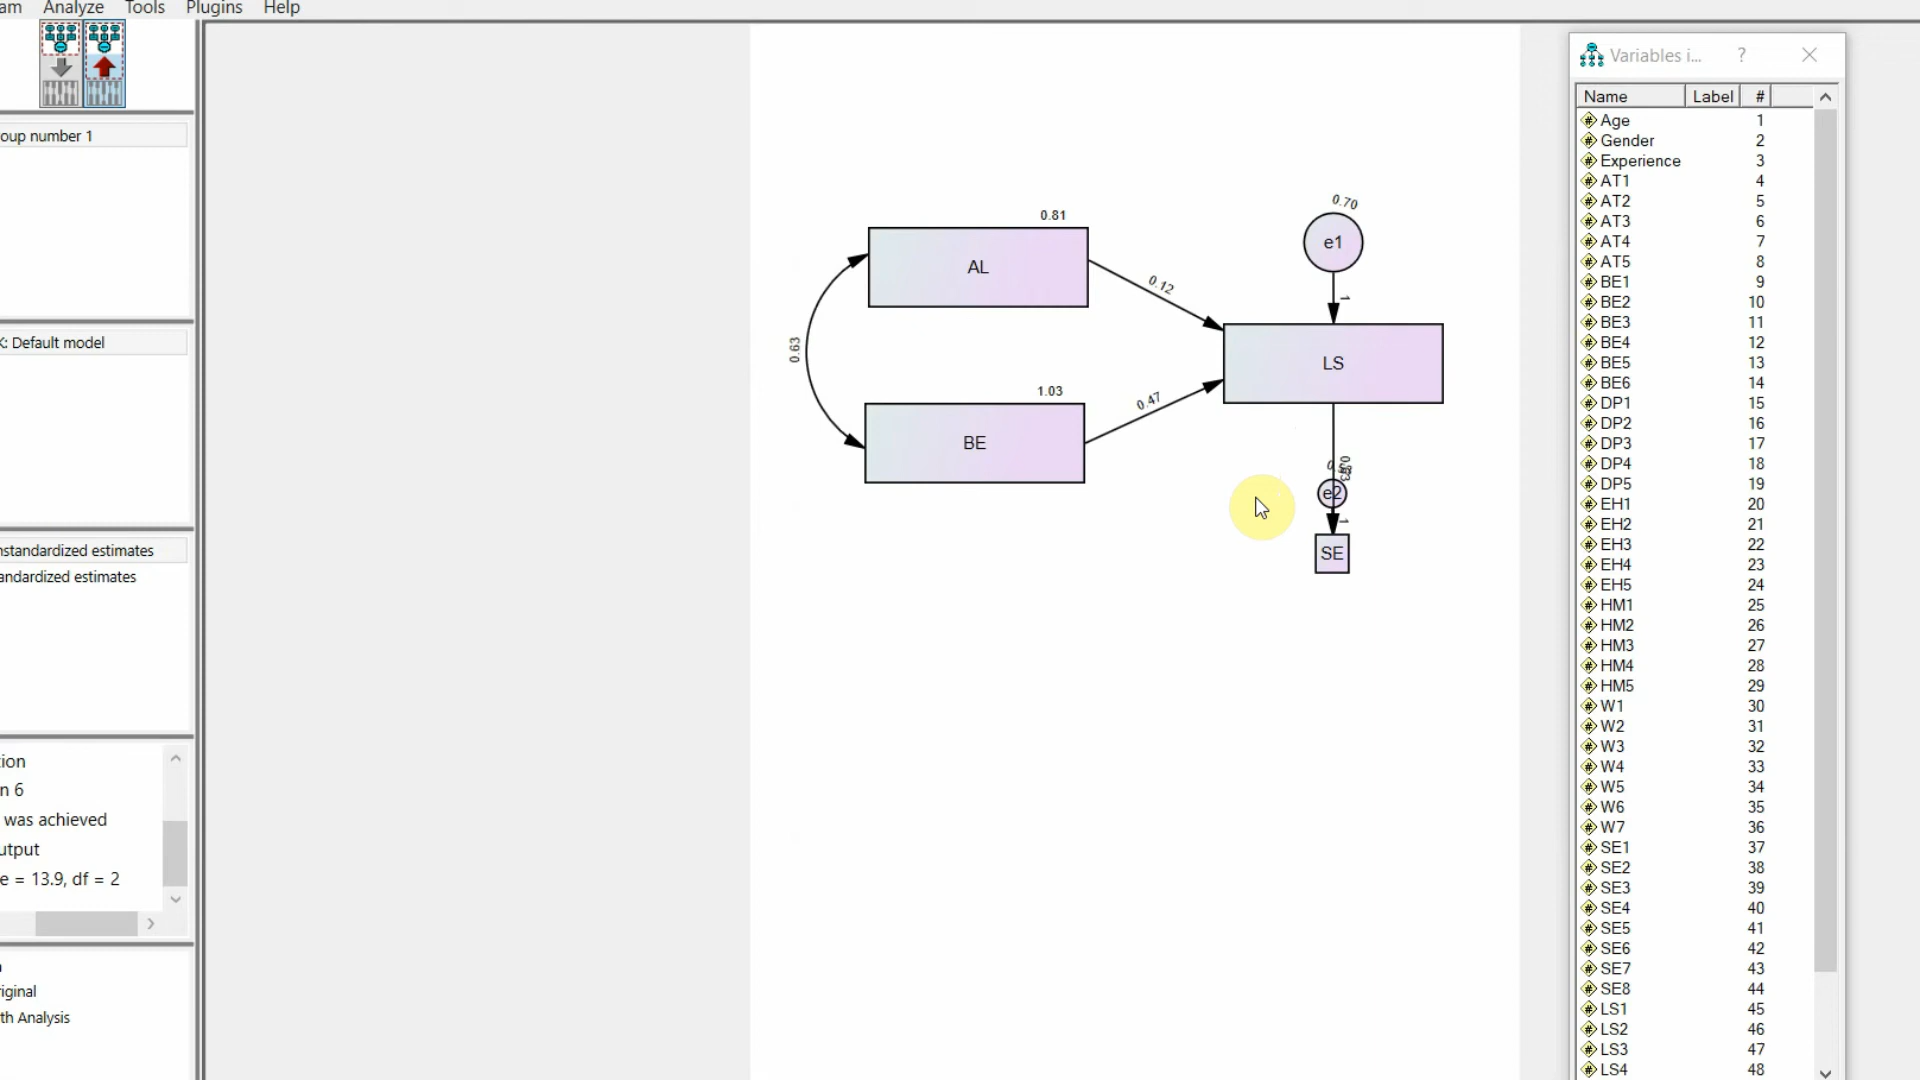 am Analyze Tools Plugins Help
oup number 1
: Default model
nstandardized estimates
andardized estimates
tion
n 6
was achieved
utput
e = 13.9, df = 2
riginal
th Analysis
0.81
AL
0.63
1.03
BE
0.12
0.47
0.70
e1
1
LS
e2
1
SE
Variables i... ?
Name Label #
Age 1
Gender 2
Experience 3
AT1 4
AT2 5
AT3 6
AT4 7
AT5 8
BE1 9
BE2 10
BE3 11
BE4 12
BE5 13
BE6 14
DP1 15
DP2 16
DP3 17
DP4 18
DP5 19
EH1 20
EH2 21
EH3 22
EH4 23
EH5 24
HM1 25
HM2 26
HM3 27
HM4 28
HM5 29
W1 30
W2 31
W3 32
W4 33
W5 34
W6 35
W7 36
SE1 37
SE2 38
SE3 39
SE4 40
SE5 41
SE6 42
SE7 43
SE8 44
LS1 45
LS2 46
LS3 47
LS4 48